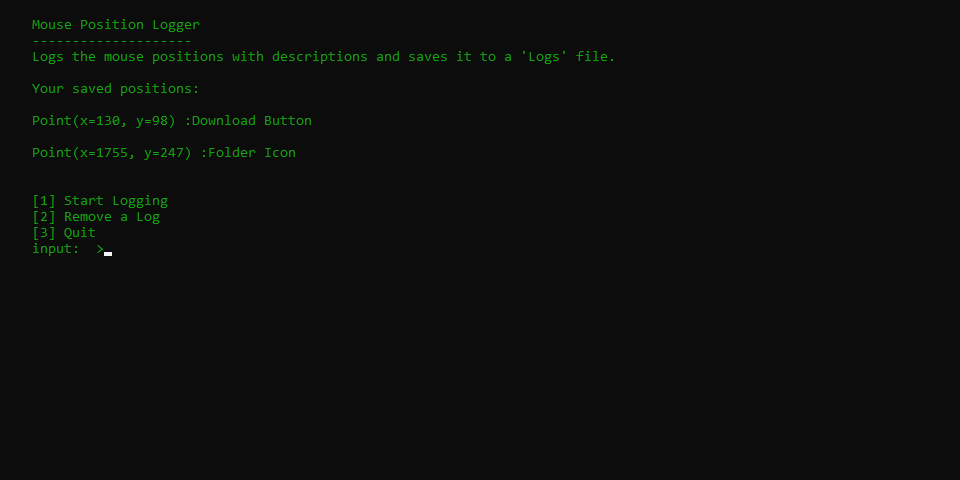 Mouse Position Logger
--------------------
Logs the mouse positions with descriptions and saves it to a 'Logs' file.
Your saved positions:
Point(x=130, y=98) :Download Button
Point(x=1755, y=247) :Folder Icon
[1] Start Logging
[2] Remove a Log
[3] Quit
input:  >